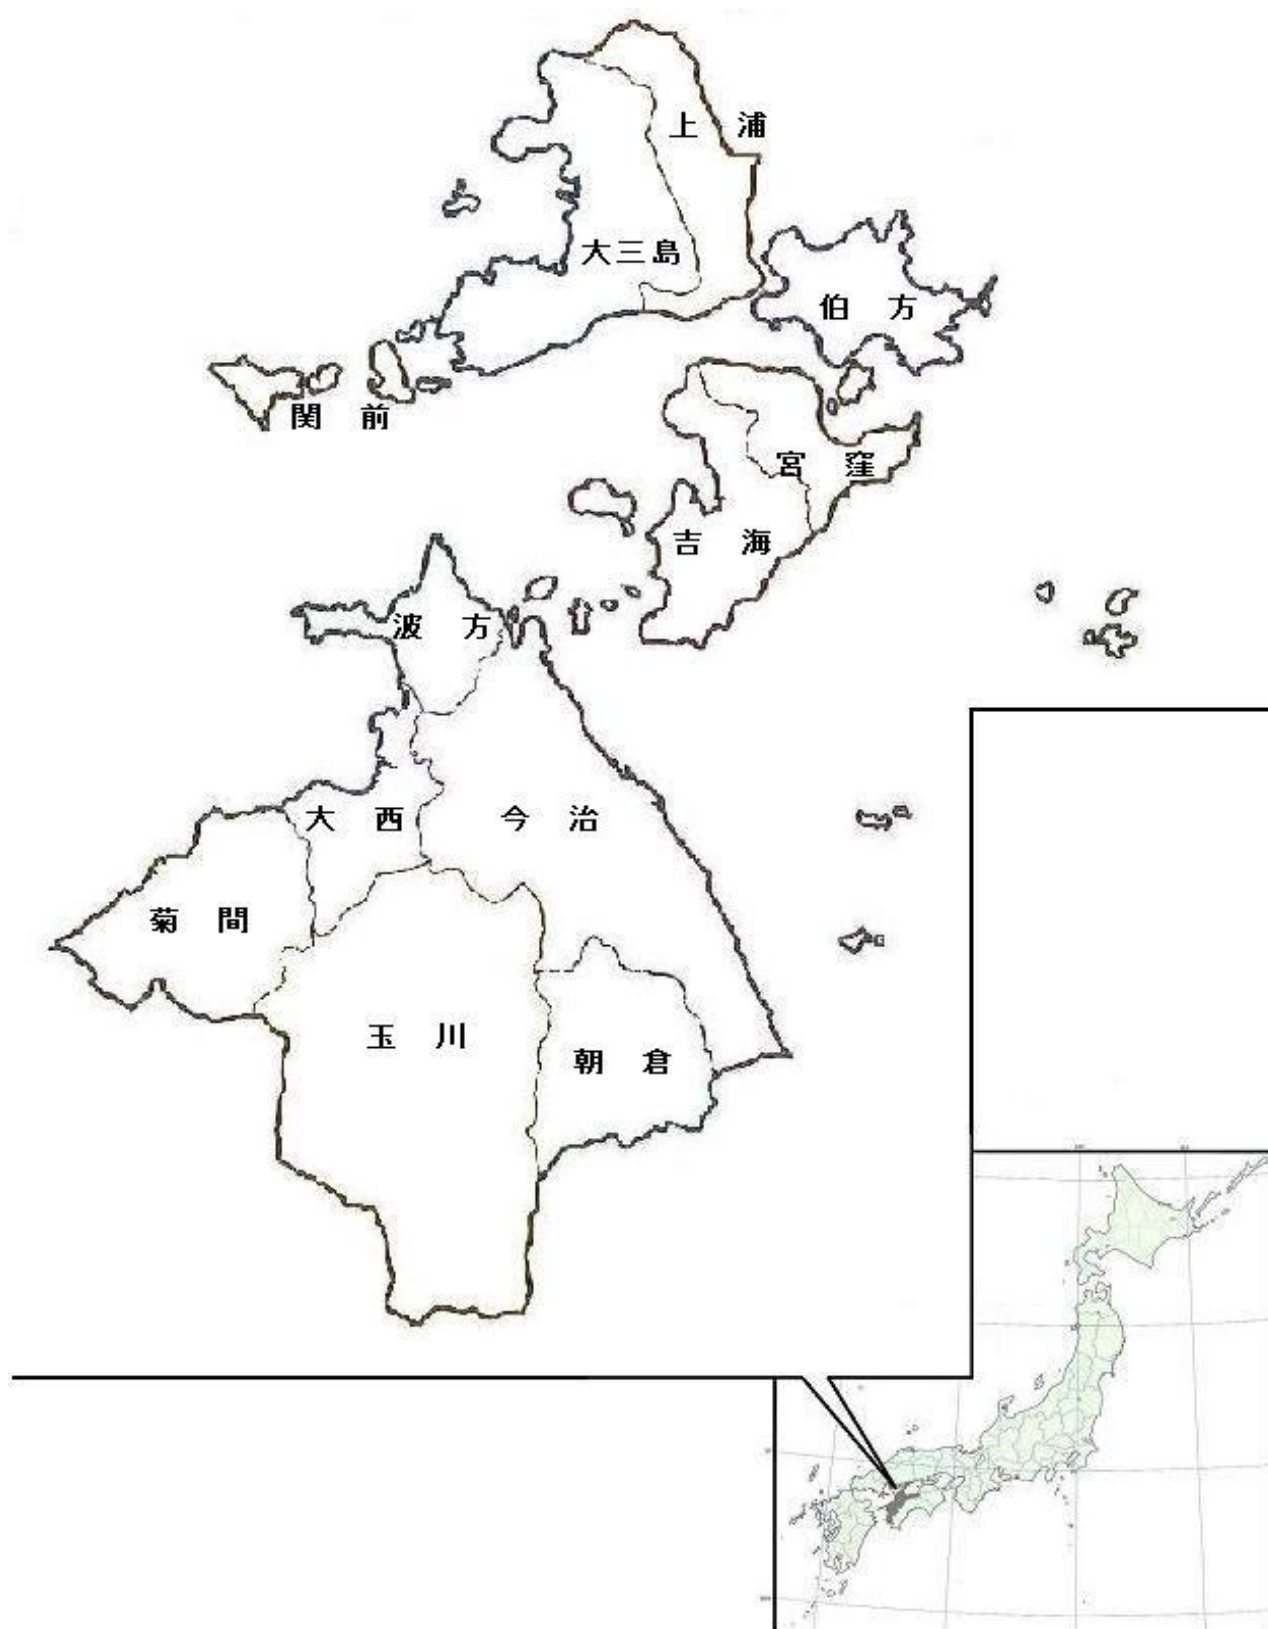 上浦
大三島
伯方
関前
宮窪
吉海
波方
大西
今治
菊間
玉川
朝倉